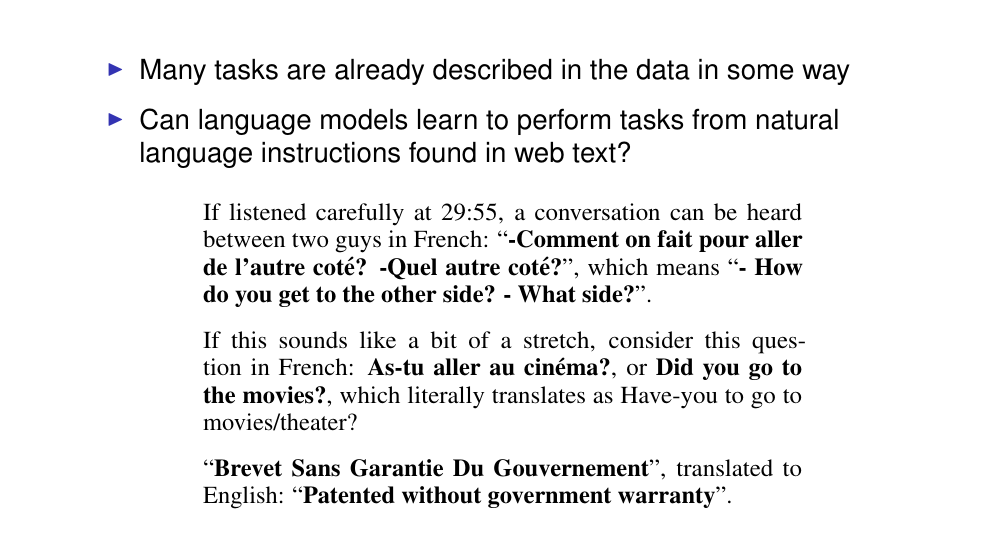 Many tasks are already described in the data in some way
Can language models learn to perform tasks from natural
language instructions found in web text?
If listened carefully at 29:55, a conversation can be heard
between two guys in French: “-Comment on fait pour aller
de l’autre coté? -Quel autre coté?”, which means “- How
do you get to the other side? - What side?”.
If this sounds like a bit of a stretch, consider this ques-
tion in French: As-tu aller au cinéma?, or Did you go to
the movies?, which literally translates as Have-you to go to
movies/theater?
“Brevet Sans Garantie Du Gouvernement”, translated to
English: “Patented without government warranty”.